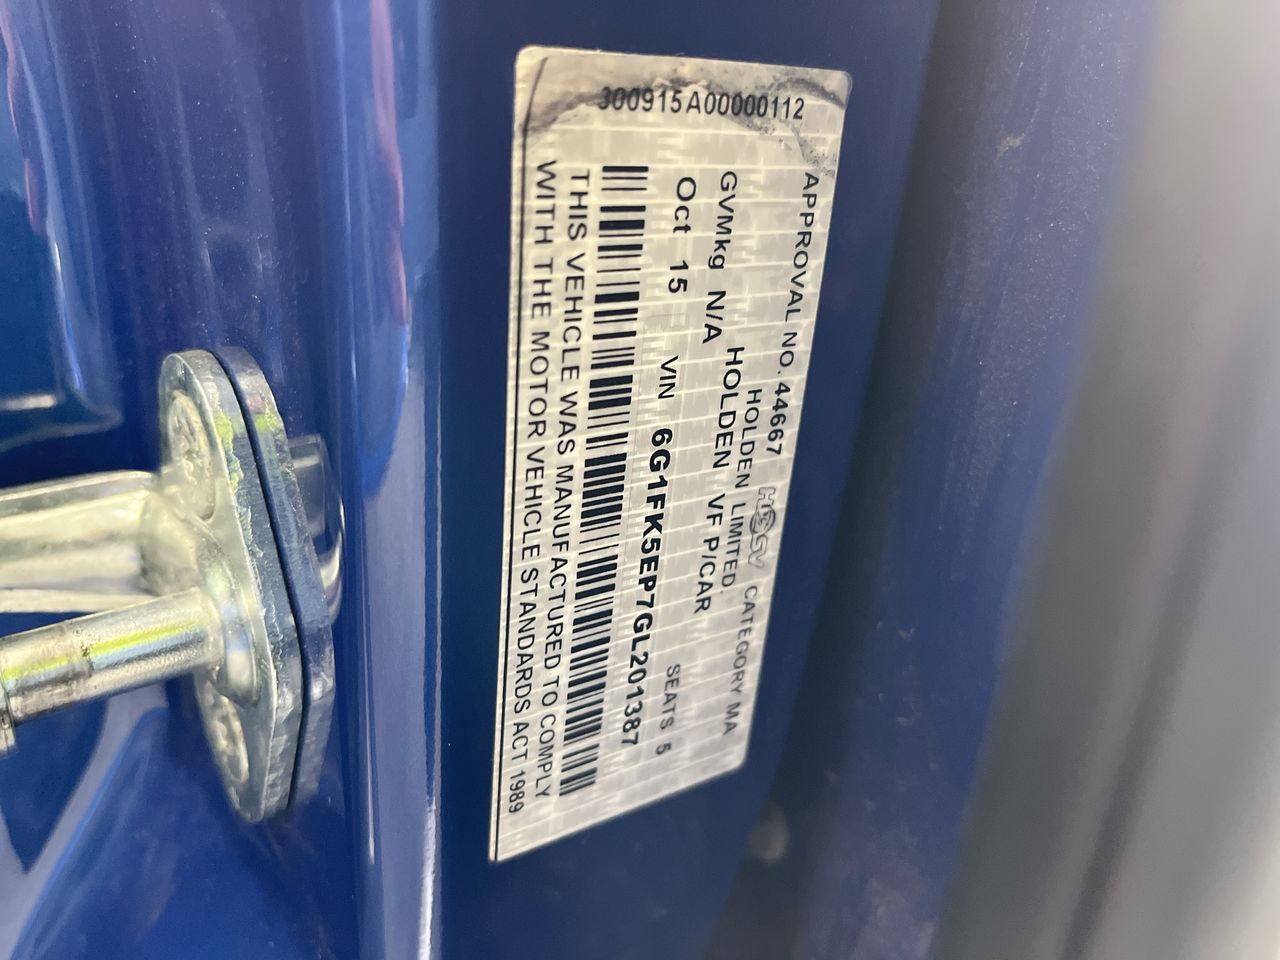 300915A00000112
APPROVAL NO. 44667 HSV CATEGORY MA
HOLDEN LIMITED.
GVMkg N/A HOLDEN VF P/CAR
Oct 15 VIN 6G1FK5EP7GL201387 SEATS 5
THIS VEHICLE WAS MANUFACTURED TO COMPLY
WITH THE MOTOR VEHICLE STANDARDS ACT 1989